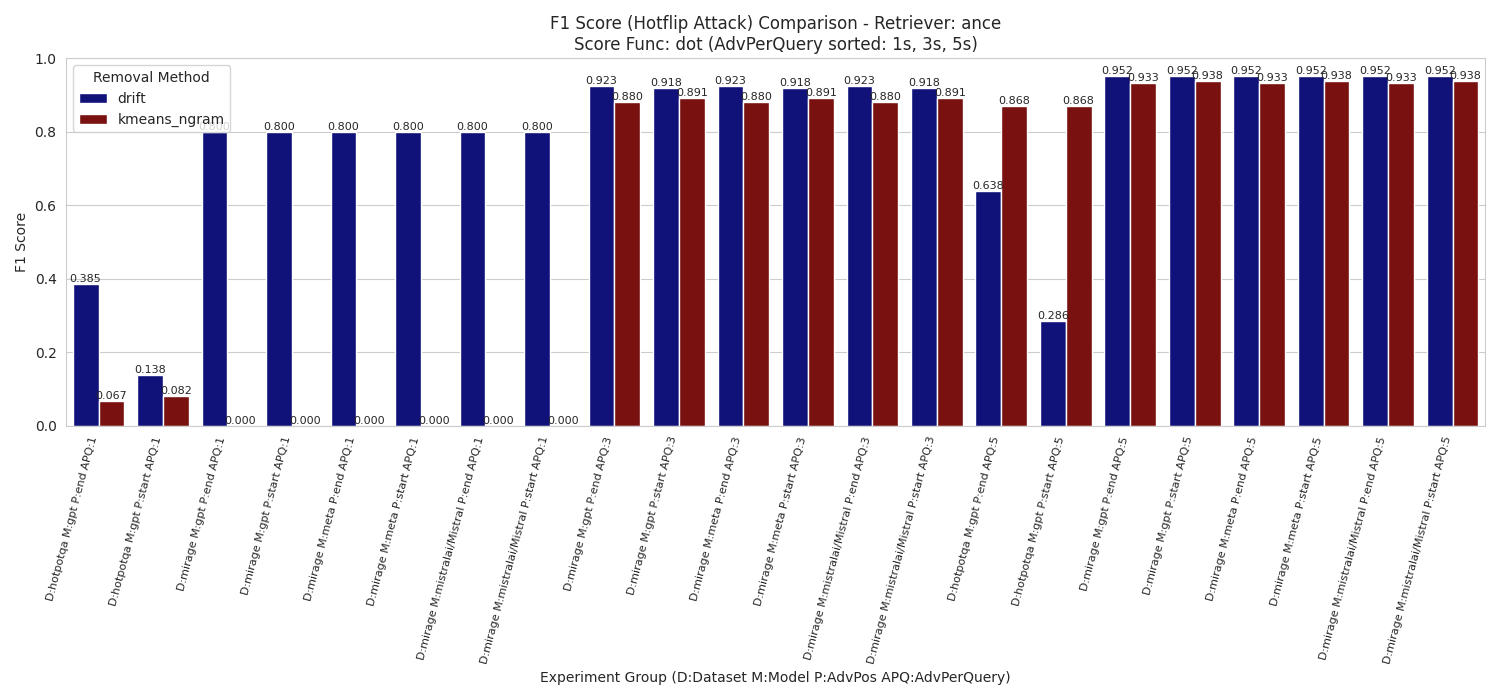 F1 Score (Hotflip Attack) Comparison - Retriever: ance
Score Func: dot (AdvPerQuery sorted: 1s, 3s, 5s)
Removal Method
drift
kmeans_ngram
F1 Score
1.0
0.8
0.6
0.4
0.2
0.0
0.385
0.067
0.138
0.082
0.800
0.000
0.800
0.000
0.800
0.000
0.800
0.000
0.800
0.000
0.800
0.000
0.923
0.880
0.918
0.891
0.923
0.880
0.918
0.891
0.923
0.880
0.918
0.891
0.638
0.868
0.286
0.868
0.952
0.933
0.952
0.938
0.952
0.933
0.952
0.938
0.952
0.933
0.952
0.938
D:hotpotqa M:gpt P:end APQ:1
D:hotpotqa M:gpt P:start APQ:1
D:mirage M:gpt P:end APQ:1
D:mirage M:gpt P:start APQ:1
D:mirage M:meta P:end APQ:1
D:mirage M:meta P:start APQ:1
D:mirage M:mistralai/Mistral P:end APQ:1
D:mirage M:mistralai/Mistral P:start APQ:1
D:mirage M:gpt P:end APQ:3
D:mirage M:gpt P:start APQ:3
D:mirage M:meta P:end APQ:3
D:mirage M:meta P:start APQ:3
D:mirage M:mistralai/Mistral P:end APQ:3
D:mirage M:mistralai/Mistral P:start APQ:3
D:hotpotqa M:gpt P:end APQ:5
D:hotpotqa M:gpt P:start APQ:5
D:mirage M:gpt P:end APQ:5
D:mirage M:gpt P:start APQ:5
D:mirage M:meta P:end APQ:5
D:mirage M:meta P:start APQ:5
D:mirage M:mistralai/Mistral P:end APQ:5
D:mirage M:mistralai/Mistral P:start APQ:5
Experiment Group (D:Dataset M:Model P:AdvPos APQ:AdvPerQuery)